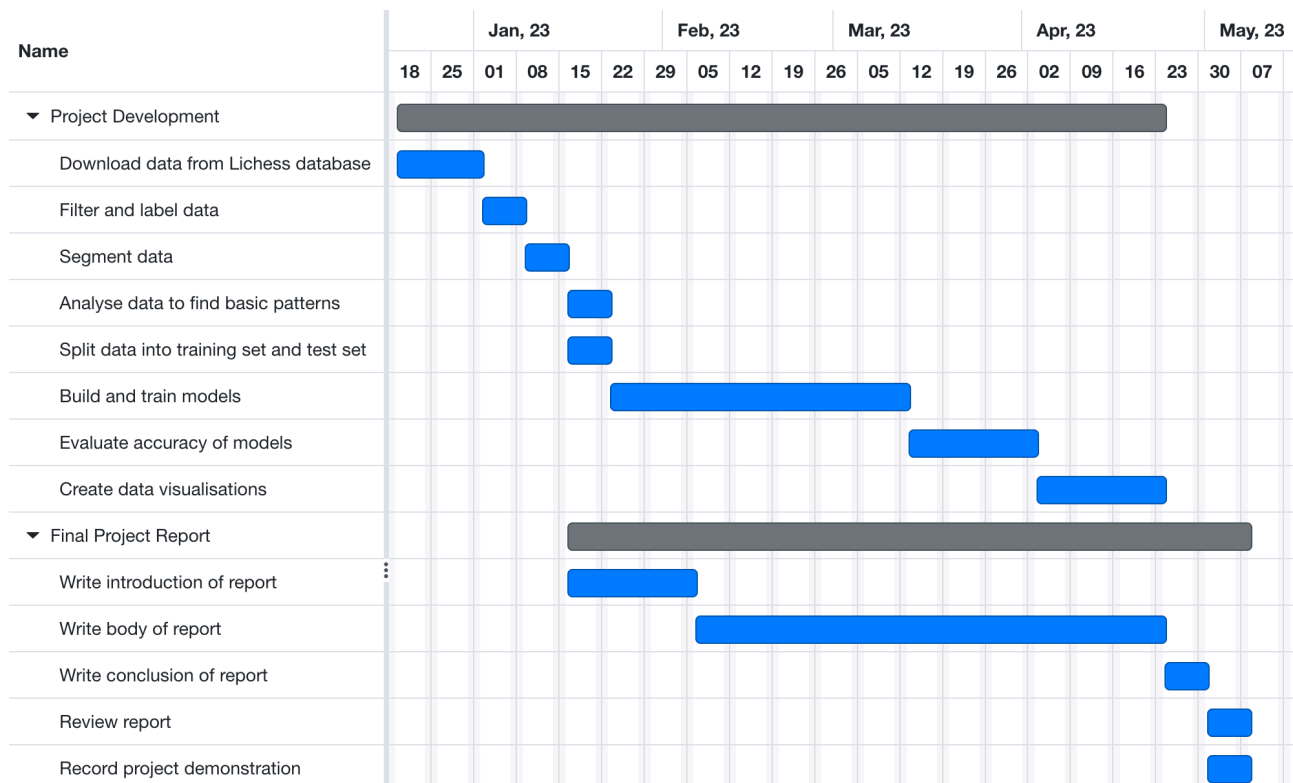 Name
Jan, 23 Feb, 23 Mar, 23 Apr, 23 May, 23
18 25 01 08 15 22 29 05 12 19 26 05 12 19 26 02 09 16 23 30 07
Project Development
Download data from Lichess database
Filter and label data
Segment data
Analyse data to find basic patterns
Split data into training set and test set
Build and train models
Evaluate accuracy of models
Create data visualisations
Final Project Report
Write introduction of report
Write body of report
Write conclusion of report
Review report
Record project demonstration